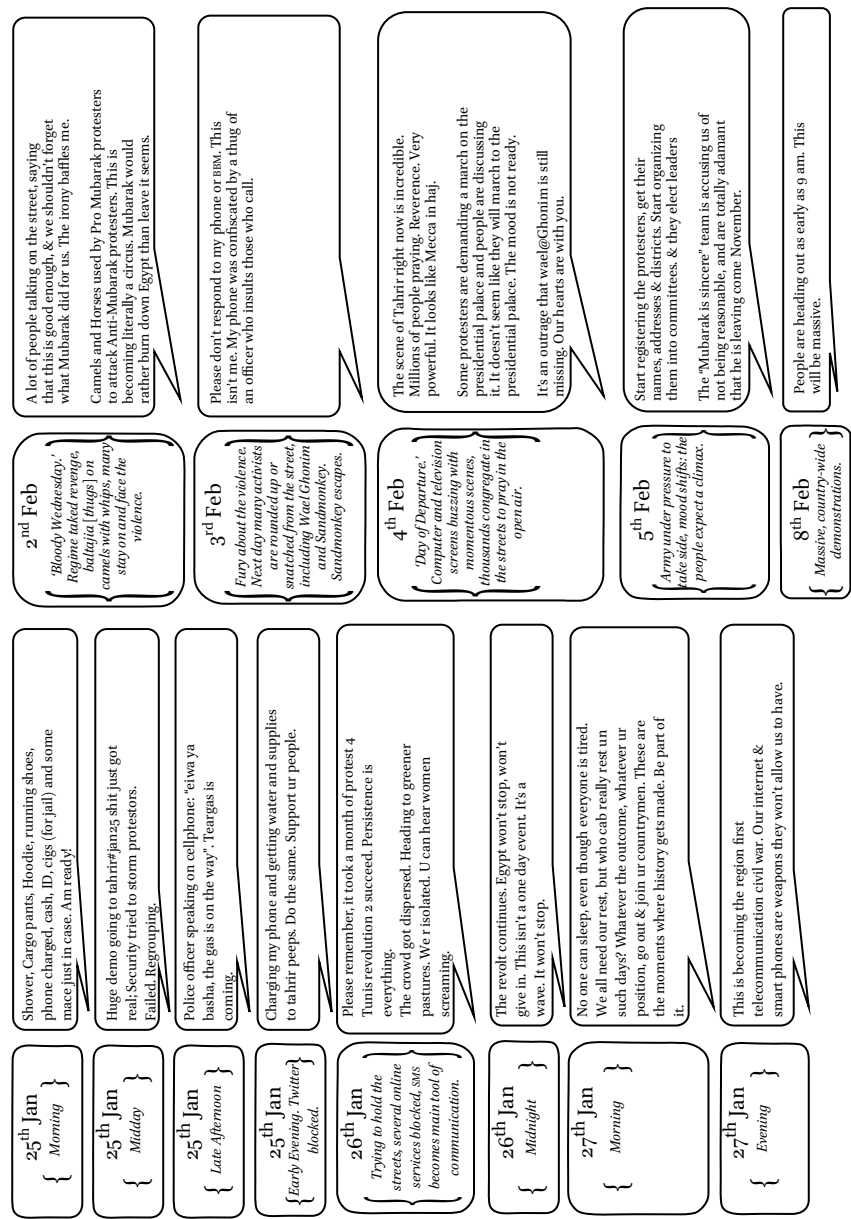 25th Jan
Morning
Shower, Cargo pants, Hoodie, running shoes,
phone charged, cash, ID, cigs (for jail) and some
mace just in case. Am ready!
25th Jan
Midday
Huge demo going to tahrir#jan25 shit just got
real; Security tried to storm protestors.
Failed. Regrouping.
25th Jan
Late Afternoon
Police officer speaking on cellphone: "eiwa ya
basha, the gas is on the way". Teargas is
coming.
25th Jan
Early Evening. Twitter
blocked.
Charging my phone and getting water and supplies
to tahrir peeps. Do the same. Support ur people.
26th Jan
Trying to hold the
streets, several online
services blocked, SMS
becomes main tool of
communication.
Please remember, it took a month of protest 4
Tunis revolution 2 succeed. Persistence is
everything.
The crowd got dispersed. Heading to greener
pastures. We r isolated. U can hear women
screaming.
26th Jan
Midnight
The revolt continues. Egypt won't stop, won't
give in. This isn't a one day event. It's a
wave. It won't stop.
27th Jan
Morning
No one can sleep, even though everyone is tired.
We all need our rest, but who cab really rest un
such days? Whatever the outcome, whatever ur
position, go out & join ur countrymen. These are
the moments where history gets made. Be part of
it.
27th Jan
Evening
This is becoming the region first
telecommunication civil war. Our internet &
smart phones are weapons they won't allow us to have.
2nd Feb
'Bloody Wednesday.'
Regime taked revenge,
baltajia [thugs] on
camels with whips, many
stay on and face the
violence.
A lot of people talking on the street, saying
that this is good enough, & we shouldn't forget
what Mubarak did for us. The irony baffles me.
Camels and Horses used by Pro Mubarak protesters
to attack Anti-Mubarak protesters. This is
becoming literally a circus. Mubarak would
rather burn down Egypt than leave it seems.
3rd Feb
Fury about the violence.
Next day many activists
are rounded up or
snatched from the street,
including Wael Ghonim
and Sandmonkey.
Sandmonkey escapes.
Please don't respond to my phone or BBM. This
isn't me. My phone was confiscated by a thug of
an officer who insults those who call.
4th Feb
'Day of Departure.'
Computer and television
screens buzzing with
momentous scenes,
thousands congregate in
the streets to pray in the
open air.
The scene of Tahrir right now is incredible.
Millions of people praying. Reverence. Very
powerful. It looks like Mecca in haj.
Some protesters are demanding a march on the
presidential palace and people are discussing
it. It doesn't seem like they will march to the
presidential palace. The mood is not ready.
It's an outrage that wael@Ghonim is still
missing. Our hearts are with you.
5th Feb
Army under pressure to
take side, mood shifts: the
people expect a climax.
Start registering the protesters, get their
names, addresses & districts. Start organizing
them into committees. & they elect leaders
The "Mubarak is sincere" team is accusing us of
not being reasonable, and are totally adamant
that he is leaving come November.
8th Feb
Massive, country-wide
demonstrations.
People are heading out as early as 9 am. This
will be massive.